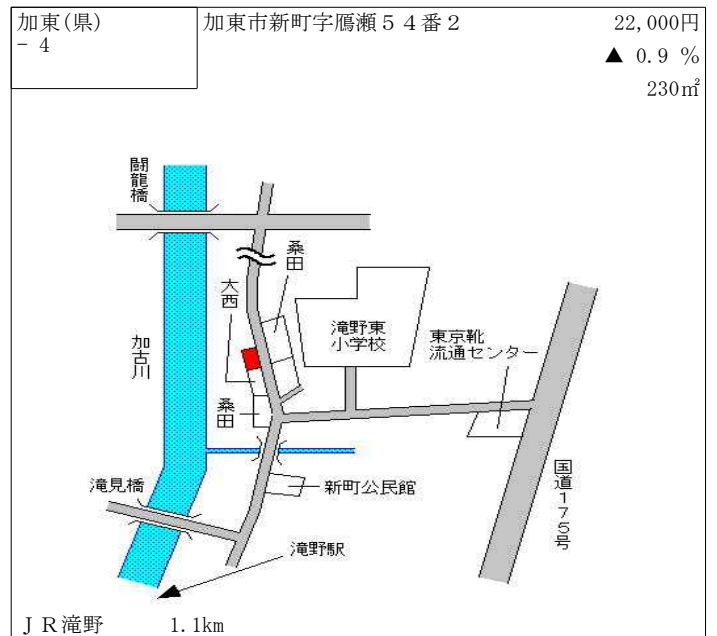 加東(県)
- 4
加東市新町字鴈瀬５４番２
22,000円
▲ 0.9 %
230㎡
闘龍橋
桑田
大西
滝野東
小学校
東京靴
流通センター
加古川
桑田
滝見橋
新町公民館
国道175号
滝野駅
ＪＲ滝野 1.1km